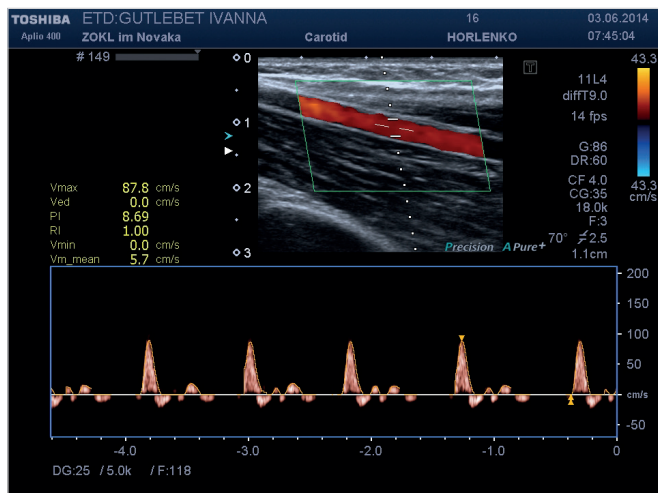 TOSHIBA ETD:GUTLEBET IVANNA 16 03.06.2014
Aplio 400 ZOKL im Novaka Carotid HORLENKO 07:45:04
# 149
0
1
2
3
T
11L4
diffT9.0
14 fps
G:86
DR:60
CF 4.0
CG:35
18.0k
F:3
70° 2.5
1.1cm
43.3
43.3
cm/s
Precision A Pure+
Vmax 87.8 cm/s
Ved 0.0 cm/s
PI 8.69
RI 1.00
Vmin 0.0 cm/s
Vm_mean 5.7 cm/s
200
150
100
50
cm/s
-50
-4.0 -3.0 -2.0 -1.0 0
DG:25 / 5.0k / F:118